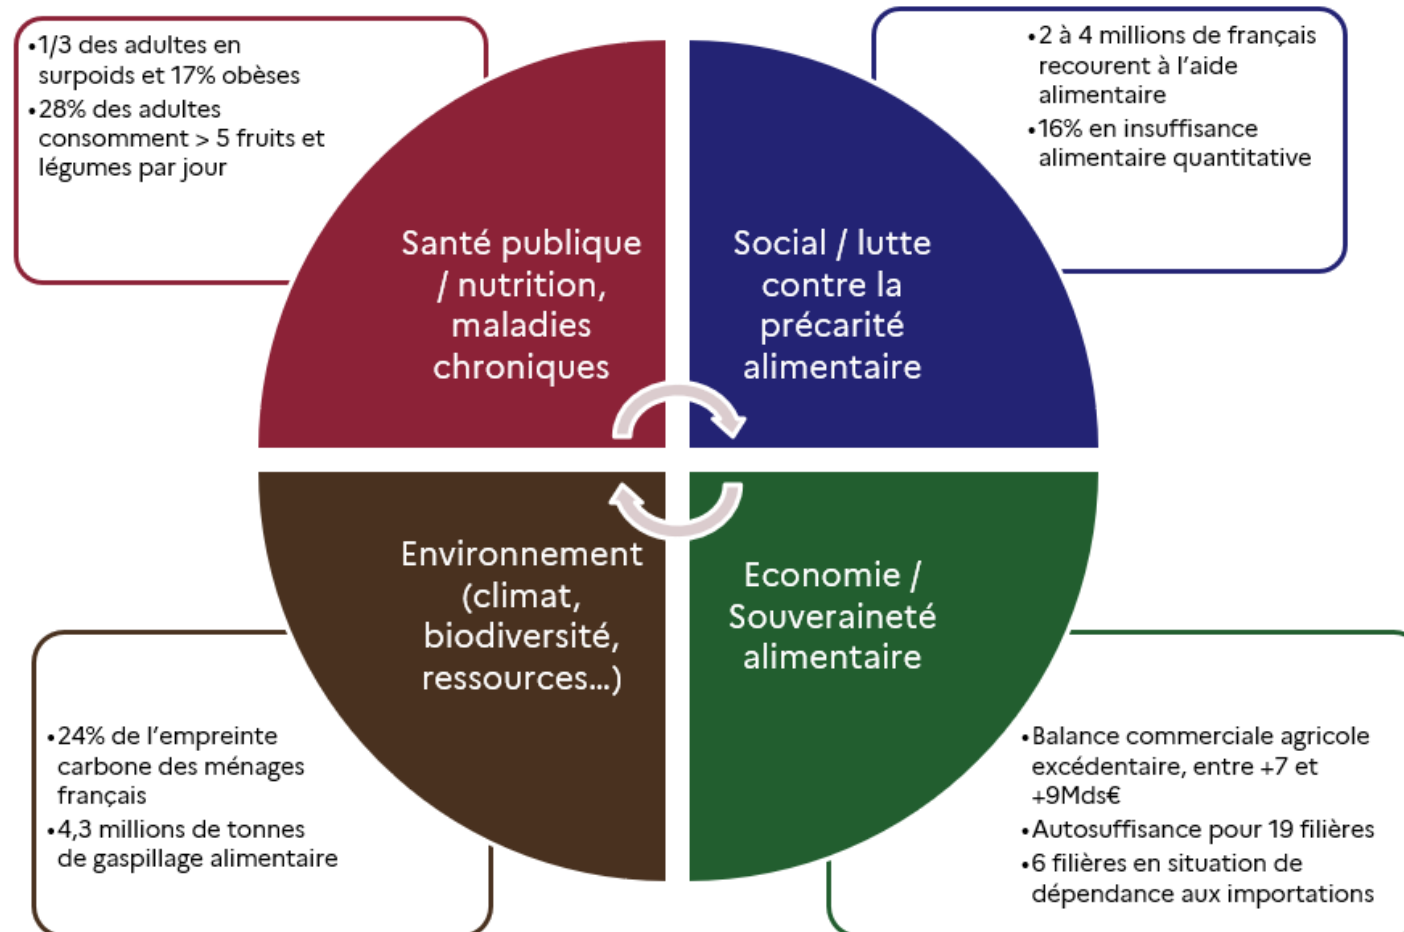 •1/3 des adultes en
surpoids et 17% obèses
•28% des adultes
consomment > 5 fruits et
légumes par jour
•2 à 4 millions de français
recourent à l'aide
alimentaire
•16% en insuffisance
alimentaire quantitative
Santé publique
/ nutrition,
maladies
chroniques
Social / lutte
contre la
précarité
alimentaire
Environnement
(climat,
biodiversité,
ressources...)
Economie /
Souveraineté
alimentaire
•24% de l'empreinte
carbone des ménages
français
•4,3 millions de tonnes
de gaspillage alimentaire
•Balance commerciale agricole
excédentaire, entre +7 et
+9Mds€
•Autosuffisance pour 19 filières
•6 filières en situation de
dépendance aux importations